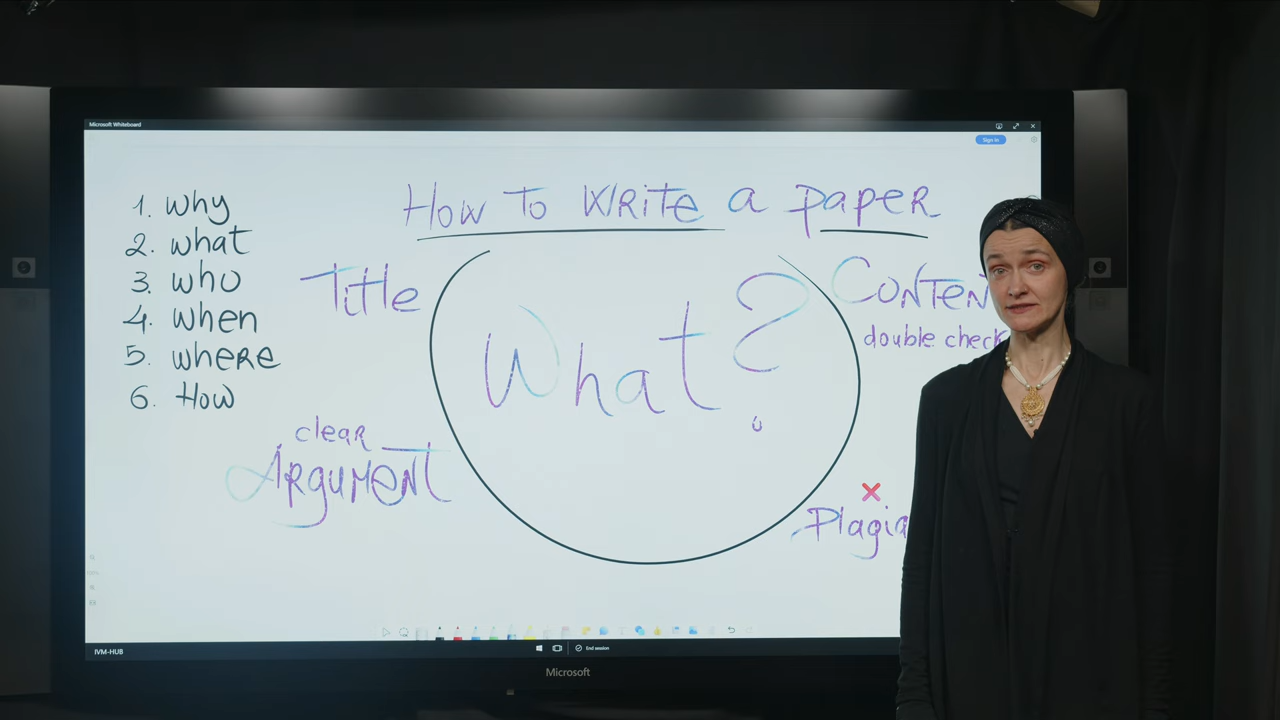 Microsoft Whiteboard
Sign in
How To Write a paper
1. why
2. what
3. who
4. when
5. where
6. How
Title
What?
Conten
double check
clear
Argument
Plagia
IVM-HUB
End session
Microsoft